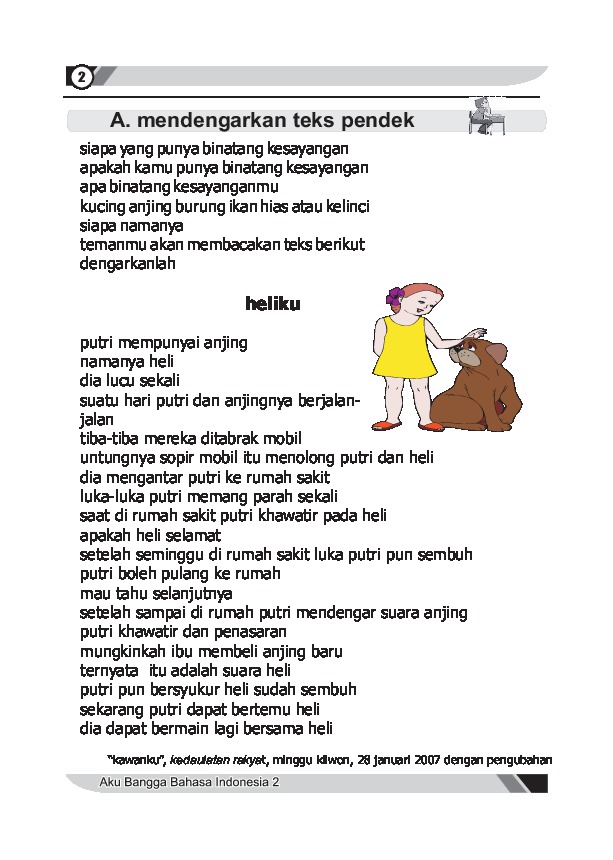 2
A. mendengarkan teks pendek
siapa yang punya binatang kesayangan
apakah kamu punya binatang kesayangan
apa binatang kesayanganmu
kucing anjing burung ikan hias atau kelinci
siapa namanya
temanmu akan membacakan teks berikut
dengarkanlah
heliku
putri mempunyai anjing
namanya heli
dia lucu sekali
suatu hari putri dan anjingnya berjalan-
jalan
tiba-tiba mereka ditabrak mobil
untungnya sopir mobil itu menolong putri dan heli
dia mengantar putri ke rumah sakit
luka-luka putri memang parah sekali
saat di rumah sakit putri khawatir pada heli
apakah heli selamat
setelah seminggu di rumah sakit luka putri pun sembuh
putri boleh pulang ke rumah
mau tahu selanjutnya
setelah sampai di rumah putri mendengar suara anjing
putri khawatir dan penasaran
mungkinkah ibu membeli anjing baru
ternyata itu adalah suara heli
putri pun bersyukur heli sudah sembuh
sekarang putri dapat bertemu heli
dia dapat bermain lagi bersama heli
"kawanku", kedaulatan rakyat, minggu kliwon, 28 januari 2007 dengan pengubahan
Aku Bangga Bahasa Indonesia 2